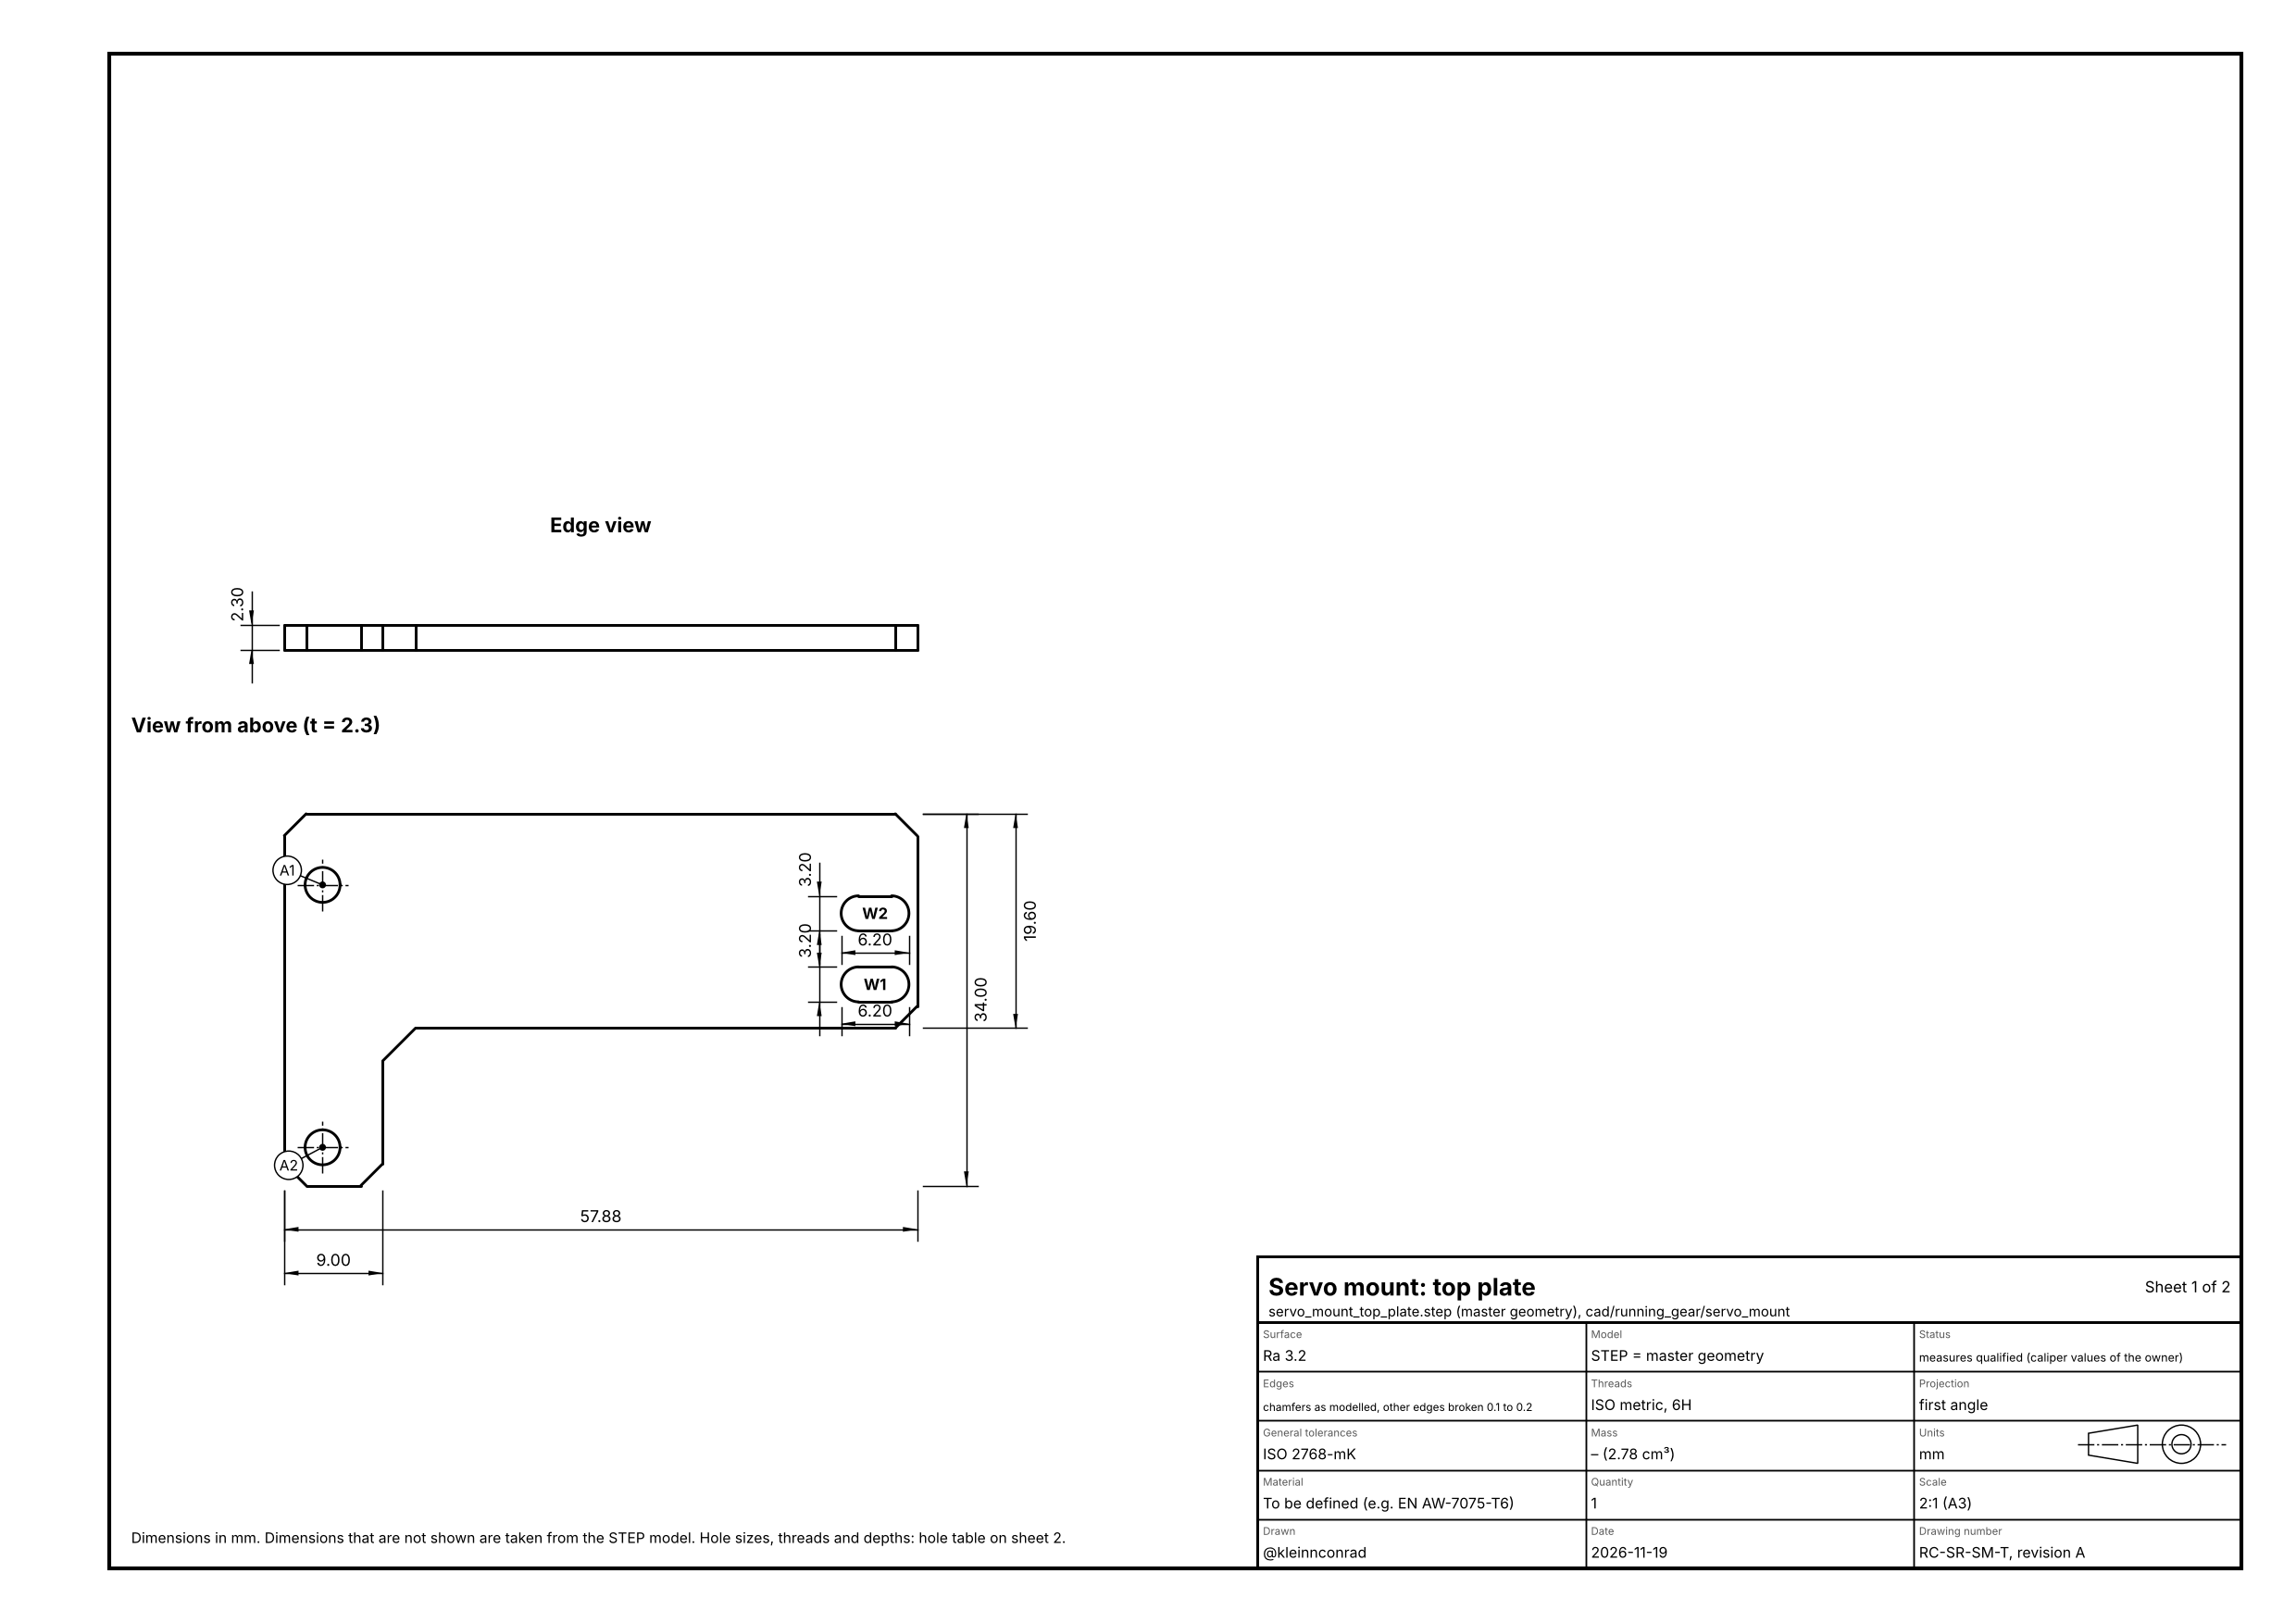 Edge view
2.30
View from above (t = 2.3)
A1
3.20
W2
6.20
3.20
W1
6.20
19.60
34.00
A2
57.88
9.00
Servo mount: top plate
Sheet 1 of 2
servo_mount_top_plate.step (master geometry), cad/running_gear/servo_mount
Surface
Ra 3.2
Model
STEP = master geometry
Status
measures qualified (caliper values of the owner)
Edges
chamfers as modelled, other edges broken 0.1 to 0.2
Threads
ISO metric, 6H
Projection
first angle
General tolerances
ISO 2768-mK
Mass
– (2.78 cm³)
Units
mm
Material
To be defined (e.g. EN AW-7075-T6)
Quantity
1
Scale
2:1 (A3)
Drawn
@kleinnconrad
Date
2026-11-19
Drawing number
RC-SR-SM-T, revision A
Dimensions in mm. Dimensions that are not shown are taken from the STEP model. Hole sizes, threads and depths: hole table on sheet 2.